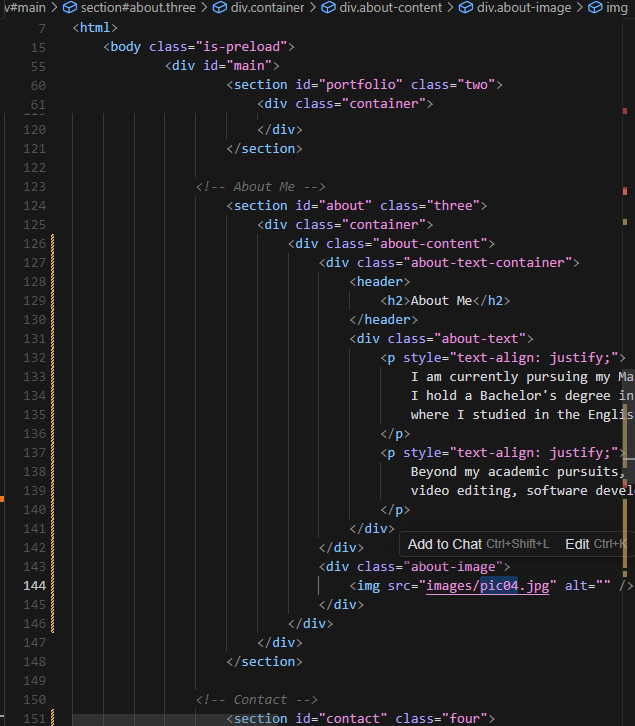 v#main > section#about.three > div.container > div.about-content > div.about-image > img
7 <html>
15 <body class="is-preload">
55 <div id="main">
60 <section id="portfolio" class="two">
61 <div class="container">
120 </div>
121 </section>
122
123 <!-- About Me -->
124 <section id="about" class="three">
125 <div class="container">
126 <div class="about-content">
127 <div class="about-text-container">
128 <header>
129 <h2>About Me</h2>
130 </header>
131 <div class="about-text">
132 <p style="text-align: justify;">
133 I am currently pursuing my Ma
134 I hold a Bachelor's degree in
135 where I studied in the Englis
136 </p>
137 <p style="text-align: justify;">
138 Beyond my academic pursuits,
139 video editing, software devel
140 </p>
141 </div>
Add to Chat Ctrl+Shift+L Edit Ctrl+K
142 </div>
143 <div class="about-image">
144 <img src="images/pic04.jpg" alt="" />
145 </div>
146 </div>
147 </div>
148 </section>
149
150 <!-- Contact -->
151 <section id="contact" class="four">